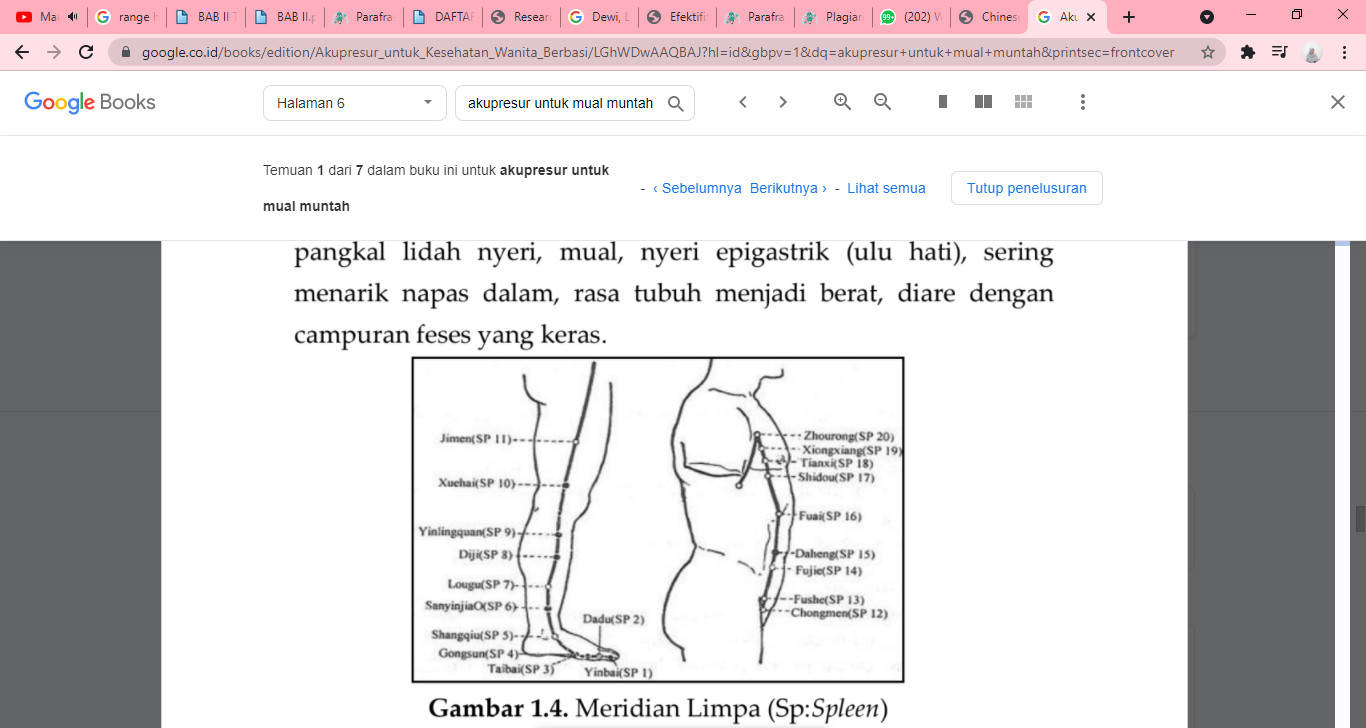 Mai
range h
BAB II T
BAB II.p
Parafra
DAFTAF
Resear
Dewi, L
Efektifi
Parafra
Plagiari
(202) W
Chines
Aku
google.co.id/books/edition/Akupresur_untuk_Kesehatan_Wanita_Berbasi/LGhWDwAAQBAJ?hl=id&gbpv=1&dq=akupresur+untuk+mual+muntah&printsec=frontcover
Google Books
Halaman 6
akupresur untuk mual muntah
Temuan 1 dari 7 dalam buku ini untuk akupresur untuk
mual muntah
- ‹ Sebelumnya Berikutnya › - Lihat semua
Tutup penelusuran
pangkal lidah nyeri, mual, nyeri epigastrik (ulu hati), sering
menarik napas dalam, rasa tubuh menjadi berat, diare dengan
campuran feses yang keras.
Jimen(SP 11)
Xuehai(SP 10)
Yinlingquan(SP 9)
Diji(SP 8)
Lougu(SP 7)
SanyinjiaO(SP 6)
Shangqiu(SP 5)
Gongsun(SP 4)
Taibai(SP 3)
Dadu(SP 2)
Yinbai(SP 1)
Zhourong(SP 20)
Xiongxiang(SP 19)
Tianxi(SP 18)
Shidou(SP 17)
Fuai(SP 16)
Daheng(SP 15)
Fujie(SP 14)
Fushe(SP 13)
Chongmen(SP 12)
Gambar 1.4. Meridian Limpa (Sp:Spleen)